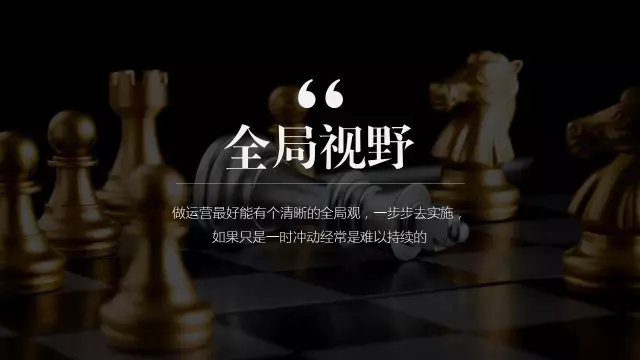 “
全局视野
做运营最好能有个清晰的全局观，一步步去实施，
如果只是一时冲动经常是难以持续的